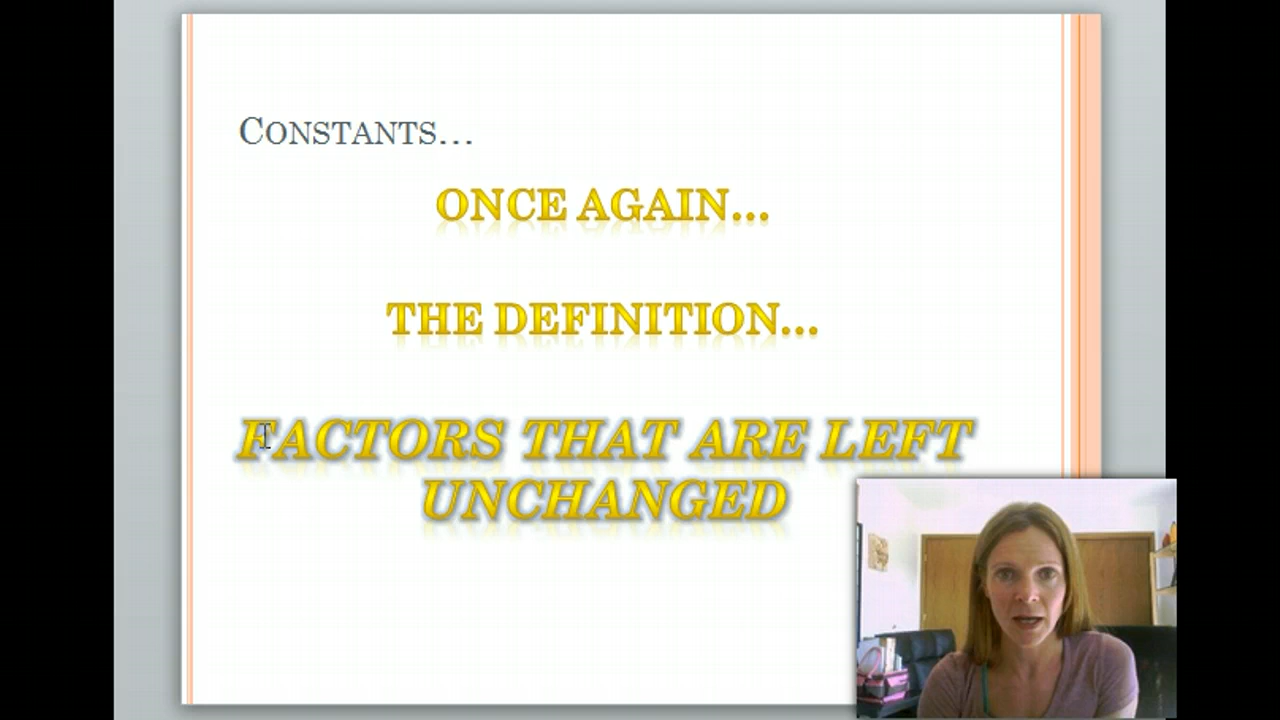 CONSTANTS...
ONCE AGAIN...
THE DEFINITION...
FACTORS THAT ARE LEFT
UNCHANGED